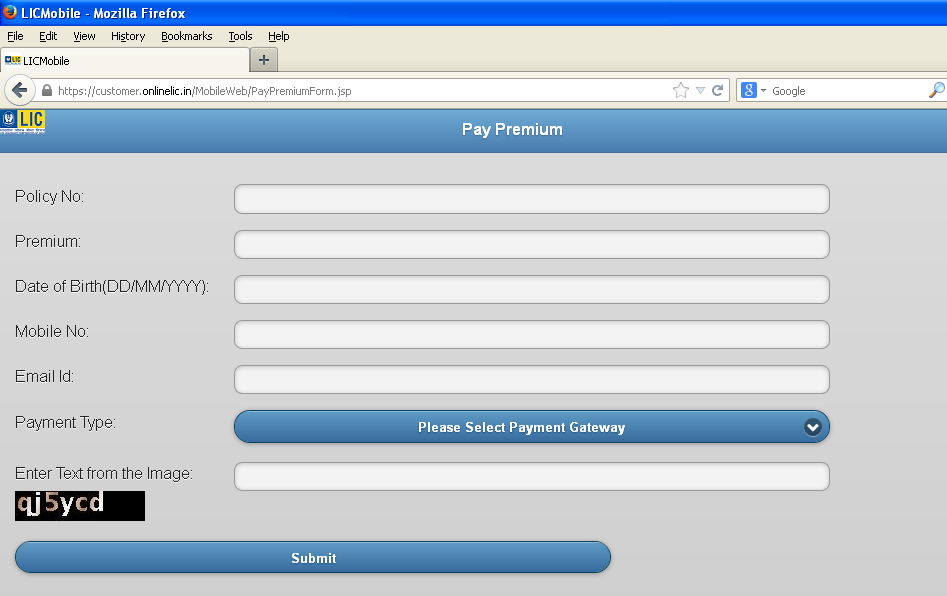 LICMobile - Mozilla Firefox
File Edit View History Bookmarks Tools Help
LIC LICMobile
https://customer.onlinelic.in/MobileWeb/PayPremiumForm.jsp
8 Google
LIC
Pay Premium
Policy No:
Premium:
Date of Birth(DD/MM/YYYY):
Mobile No:
Email Id:
Payment Type: Please Select Payment Gateway
Enter Text from the Image:
qj5ycd
Submit